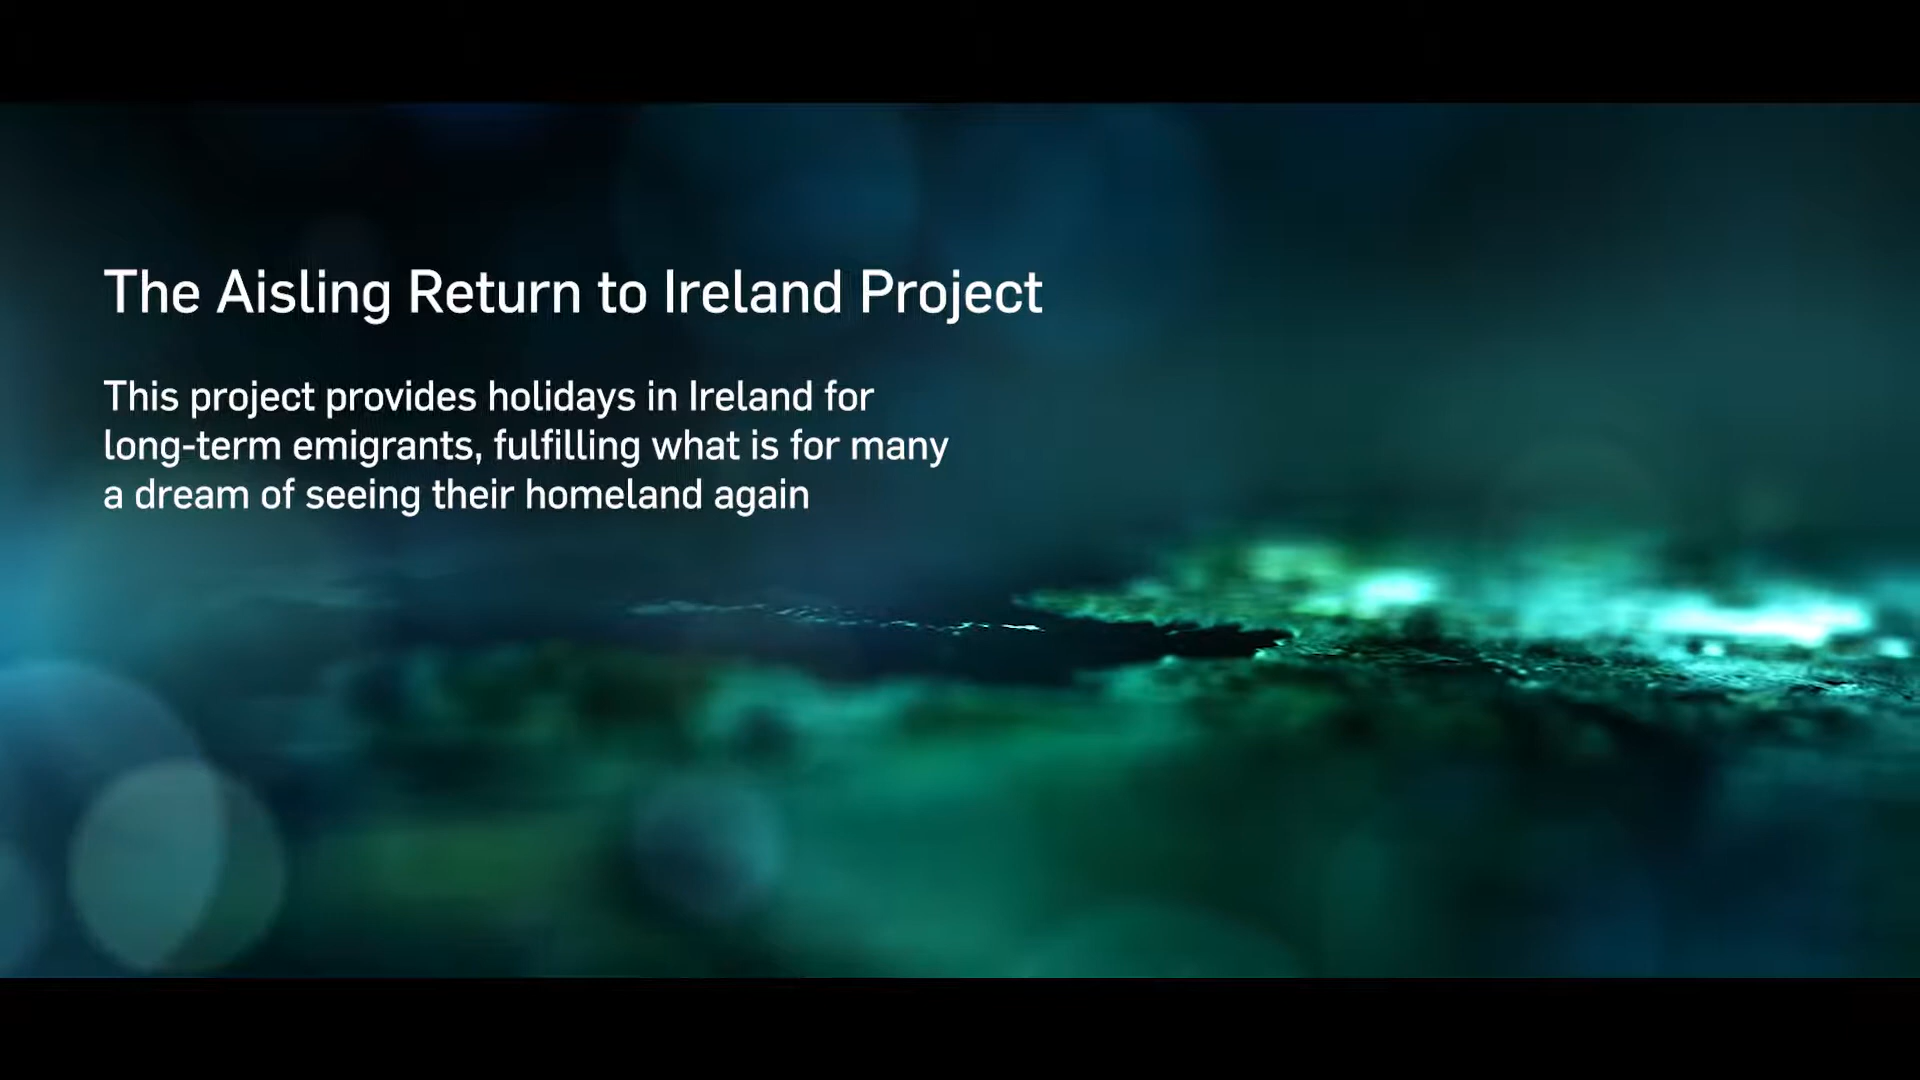 The Aisling Return to Ireland Project
This project provides holidays in Ireland for
long-term emigrants, fulfilling what is for many
a dream of seeing their homeland again